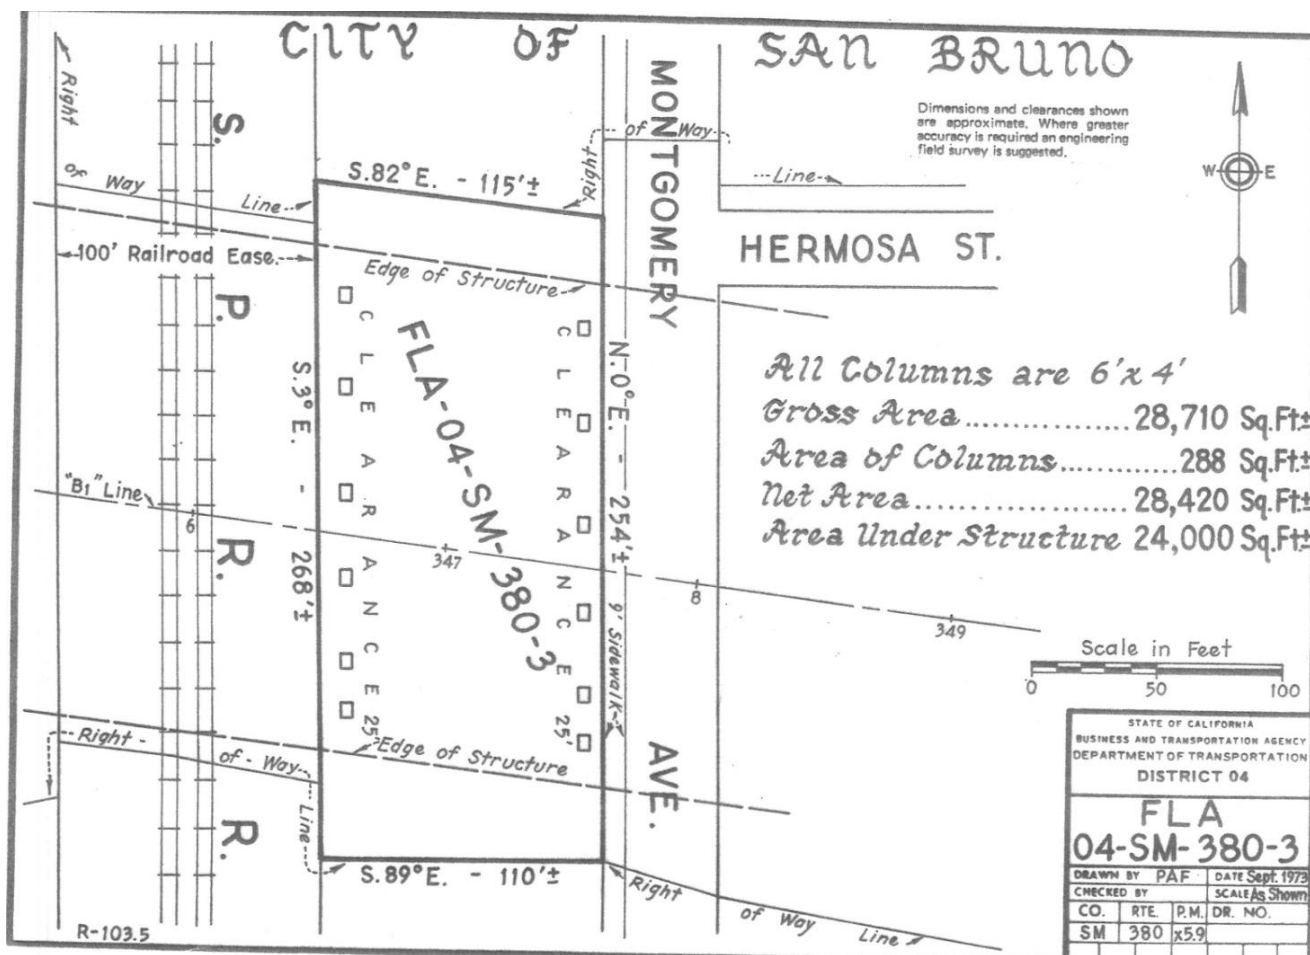 CITY OF SAN BRUNO
Dimensions and clearances shown
are approximate. Where greater
accuracy is required an engineering
field survey is suggested.
W E
Right
of Way
Line
S.82°E. - 115'±
Right
of Way
Line
MONTGOMERY
AVE.
HERMOSA ST.
100' Railroad Ease.
S. P. R. R.
Edge of Structure
CLEARANCE 25'
CLEARANCE 25'
FLA-04-SM-380-3
S.3°E. - 268'±
N.0°E. - 254'±
9' Sidewalk
"B1" Line
6
347
8
349
All Columns are 6'x4'
Gross Area ................ 28,710 Sq.Ft±
Area of Columns............ 288 Sq.Ft±
Net Area..................... 28,420 Sq.Ft±
Area Under Structure 24,000 Sq.Ft±
Scale in Feet
0 50 100
Edge of Structure
Right -
of - Way
Line
S.89°E. - 110'±
Right
of Way
Line
R-103.5
STATE OF CALIFORNIA
BUSINESS AND TRANSPORTATION AGENCY
DEPARTMENT OF TRANSPORTATION
DISTRICT 04
FLA
04-SM-380-3
DRAWN BY PAF DATE Sept. 1973
CHECKED BY SCALE As Shown
CO. RTE. P.M. DR. NO.
SM 380 x5.9